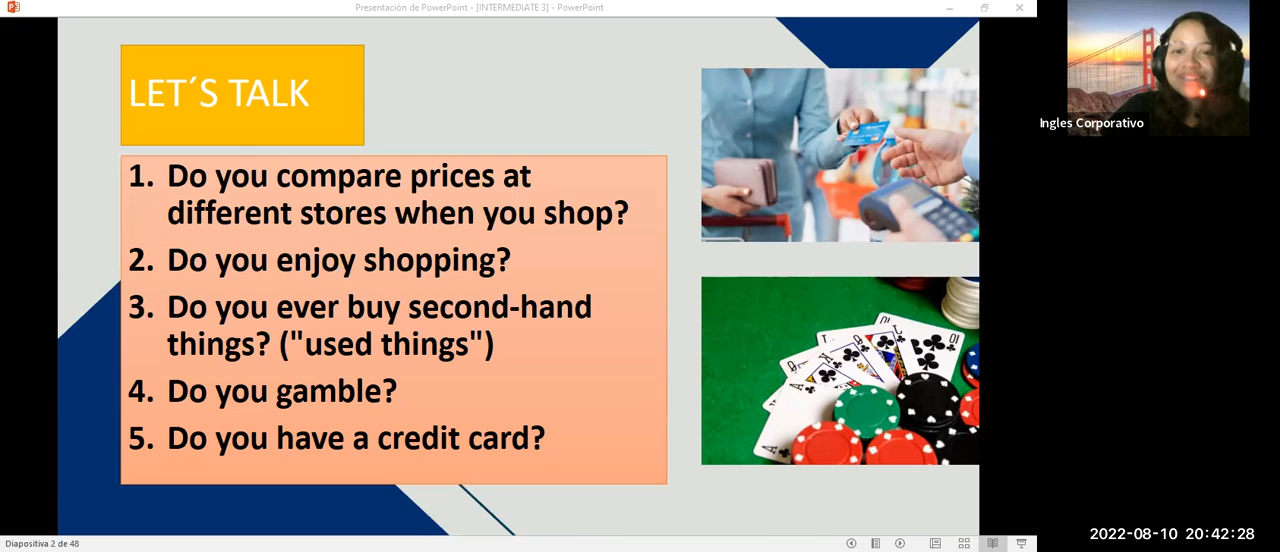 Presentación de PowerPoint - [INTERMEDIATE 3] - PowerPoint
LET´S TALK
1. Do you compare prices at
different stores when you shop?
2. Do you enjoy shopping?
3. Do you ever buy second-hand
things? ("used things")
4. Do you gamble?
5. Do you have a credit card?
Ingles Corporativo
Diapositiva 2 de 48
2022-08-10 20:42:28